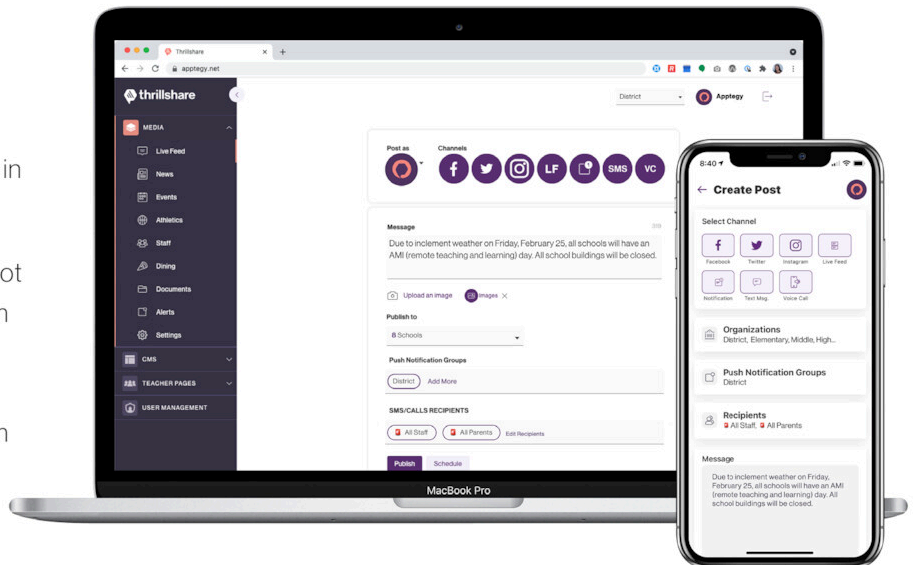 in
ot
n
n
Thrillshare
apptegy.net
thrillshare
District
Apptegy
MEDIA
Live Feed
News
Events
Athletics
Staff
Dining
Documents
Alerts
Settings
CMS
TEACHER PAGES
USER MANAGEMENT
Post as Channels
LF SMS VC
Message
Due to inclement weather on Friday, February 25, all schools will have an
AMI (remote teaching and learning) day. All school buildings will be closed.
Upload an image Images
Publish to
8 Schools
Push Notification Groups
District Add More
SMS/CALLS RECIPIENTS
All Staff All Parents Edit Recipients
Publish Schedule
MacBook Pro
8:40
Create Post
Select Channel
Facebook Twitter Instagram Live Feed
Notification Text Msg. Voice Call
Organizations
District, Elementary, Middle, High...
Push Notification Groups
District
Recipients
All Staff, All Parents
Message
Due to inclement weather on Friday,
February 25, all schools will have an AMI
(remote teaching and learning) day. All
school buildings will be closed.